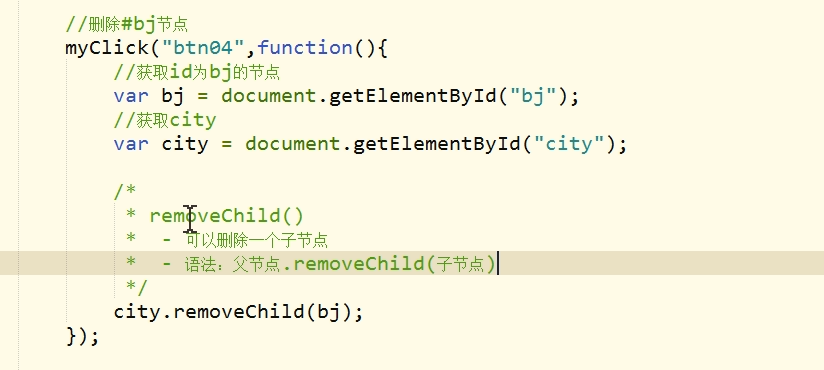 //删除#bj节点
myClick("btn04",function(){
//获取id为bj的节点
var bj = document.getElementById("bj");
//获取city
var city = document.getElementById("city");
/*
* removeChild()
* - 可以删除一个子节点
* - 语法：父节点.removeChild(子节点)
*/
city.removeChild(bj);
});